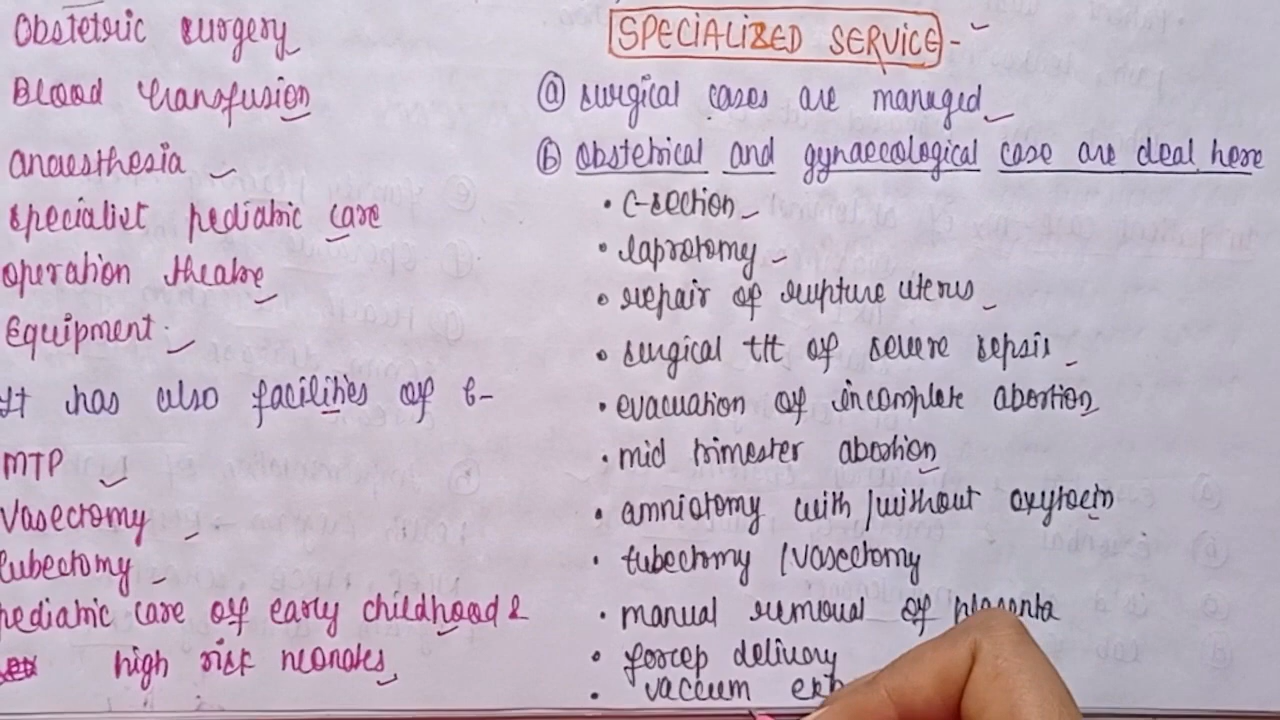 Obstetric surgery
Blood transfusion
anaesthesia
specialist pediatric care
operation theatre
Equipment
It has also facilities of :-
MTP
Vasectomy
tubectomy
pediatric care of early childhood &
high risk neonates
SPECIALIZED SERVICE -
(a) surgical cases are managed
(b) obstetrical and gynaecological case are deal here
• C-section
• laprotomy
• repair of rupture uterus
• surgical ttt of severe sepsis
• evacuation of incomplete abortion
• mid trimester abortion
• amniotomy with/without oxytocin
• tubectomy / vasectomy
• manual removal of placenta
• forcep delivery
• vaccum